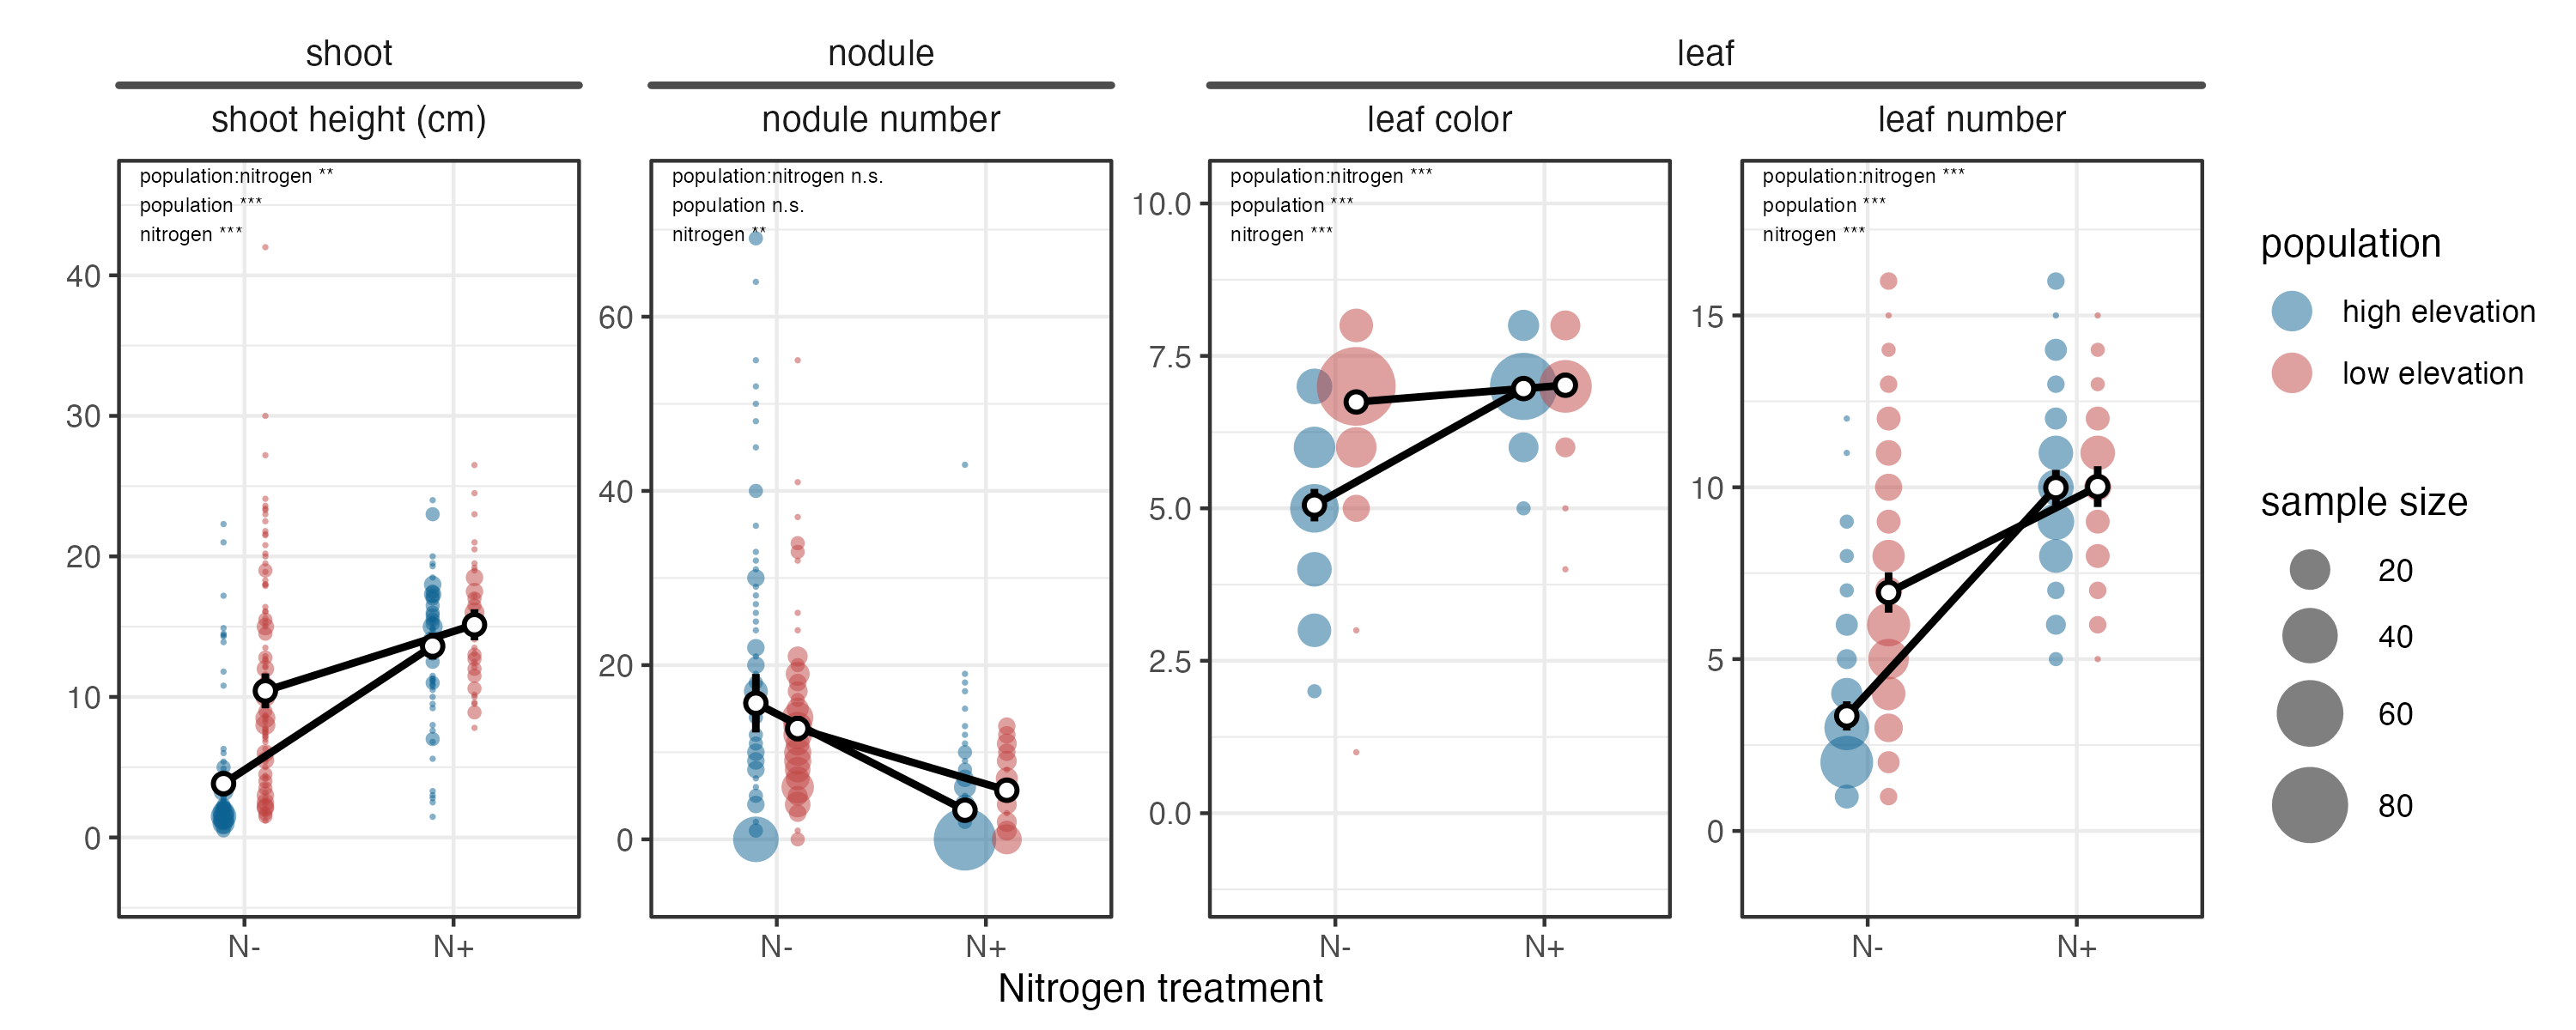 shoot
nodule
leaf
shoot height (cm)
nodule number
leaf color
leaf number
population:nitrogen **
population ***
nitrogen ***
40
30
20
10
0
N-
N+
population:nitrogen n.s.
population n.s.
nitrogen **
60
40
20
0
N-
N+
population:nitrogen ***
population ***
nitrogen ***
10.0
7.5
5.0
2.5
0.0
N-
N+
population:nitrogen ***
population ***
nitrogen ***
15
10
5
0
N-
N+
Nitrogen treatment
population
high elevation
low elevation
sample size
20
40
60
80